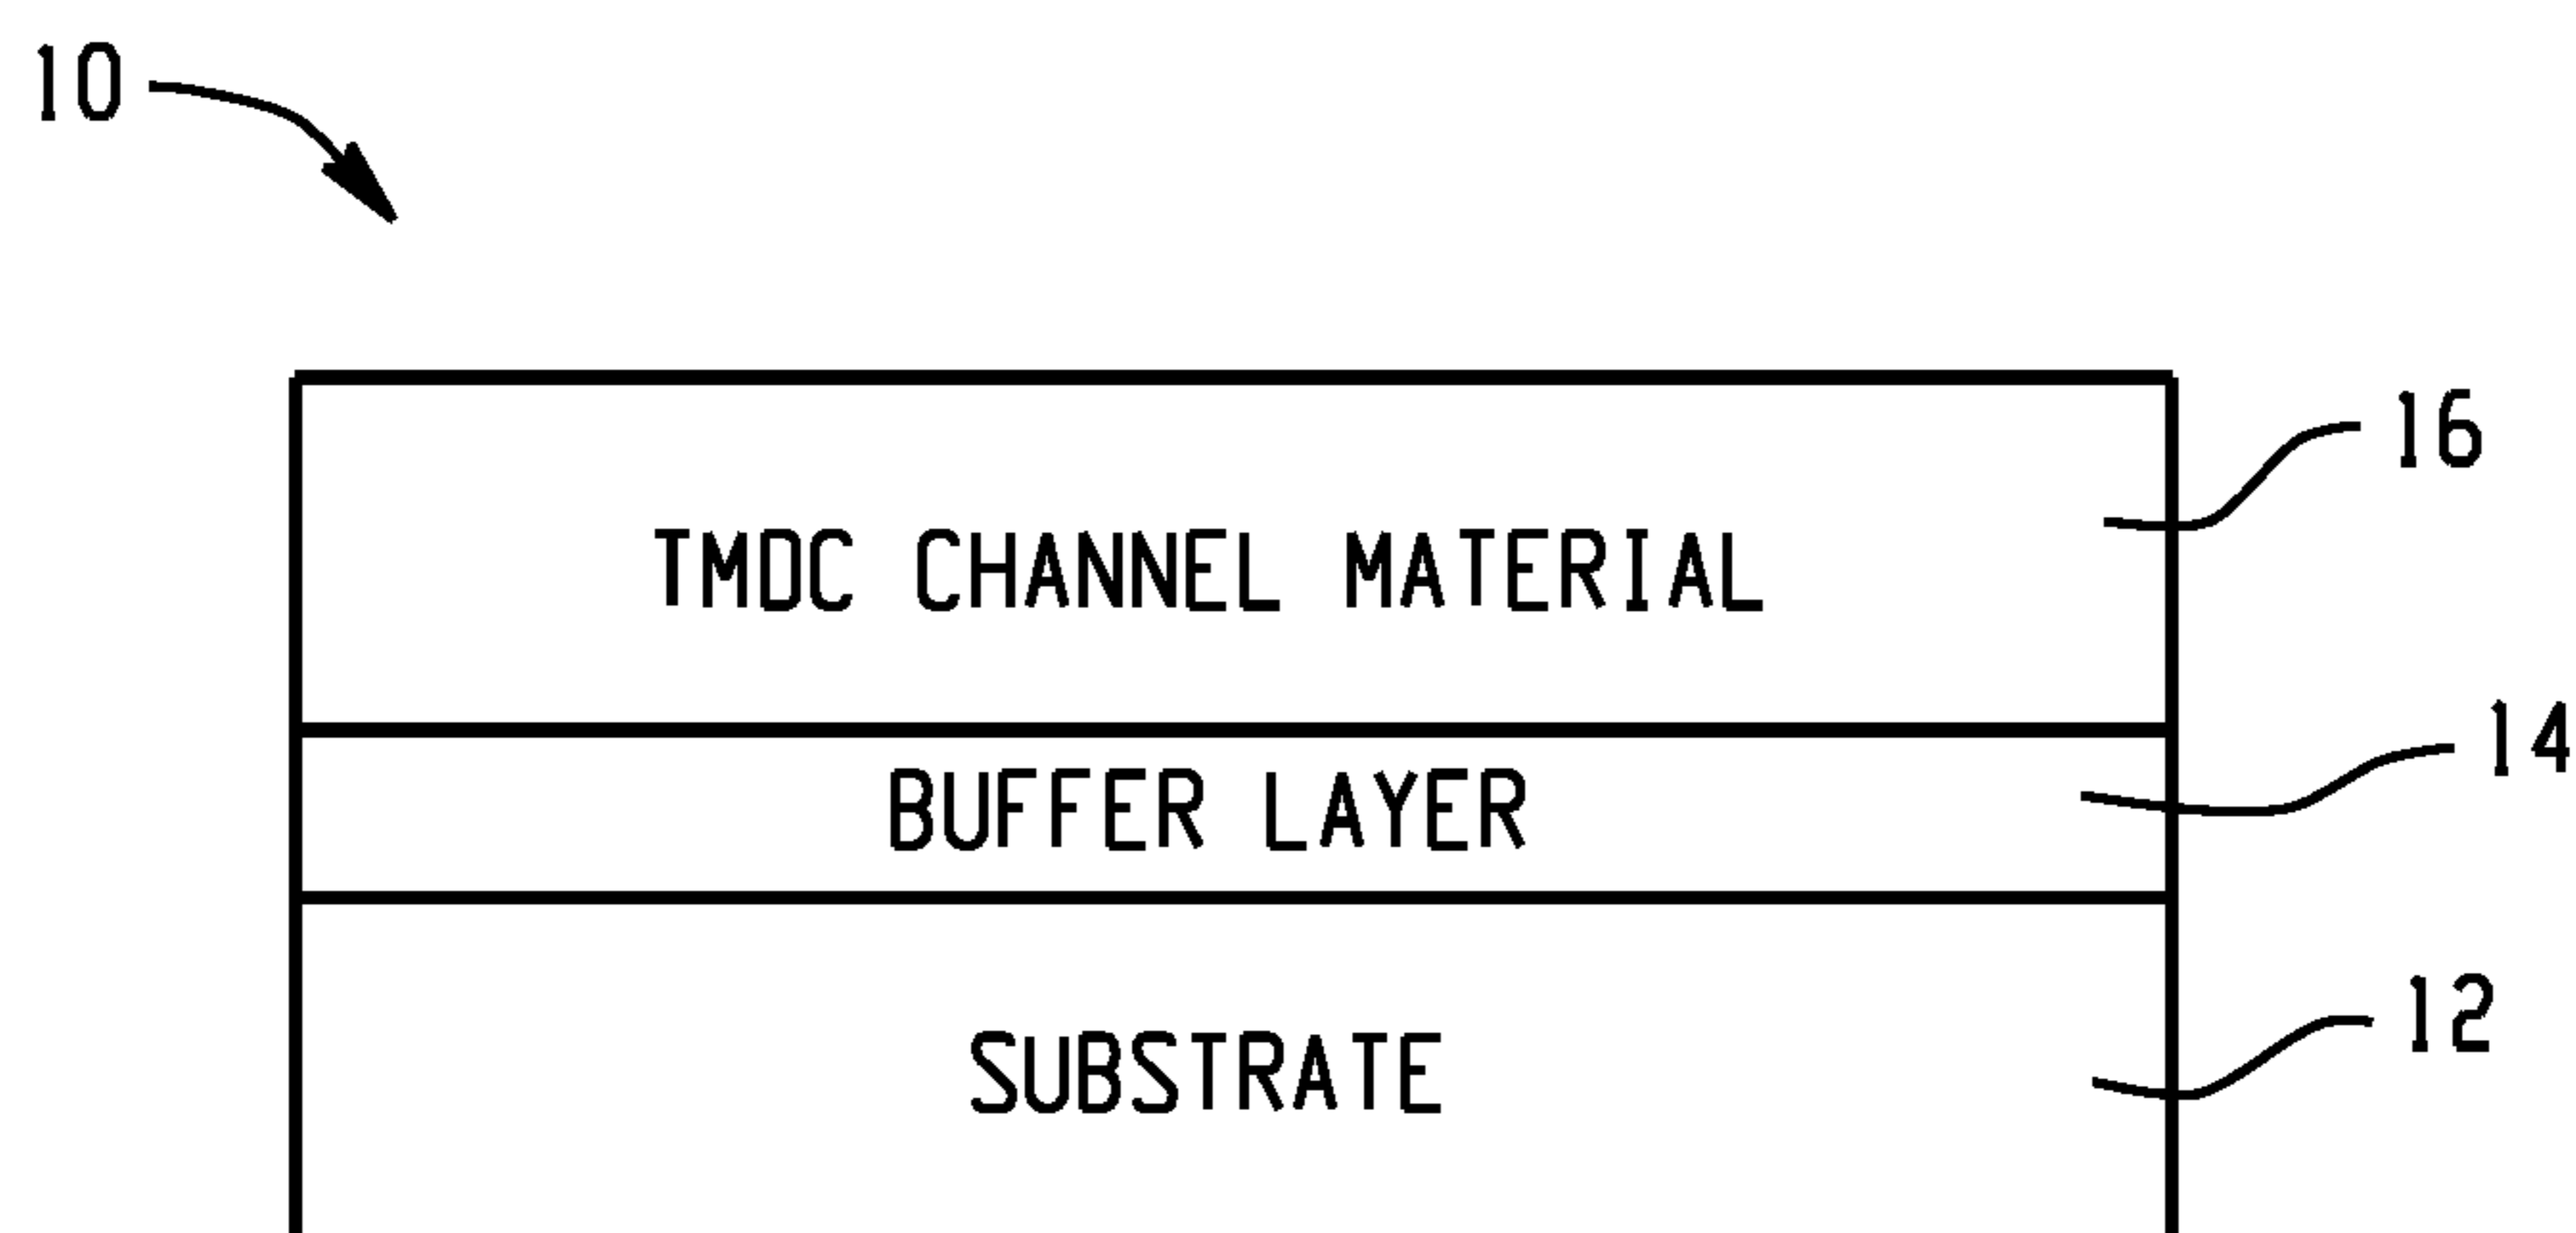 10
16
TMDC CHANNEL MATERIAL
14
BUFFER LAYER
12
SUBSTRATE